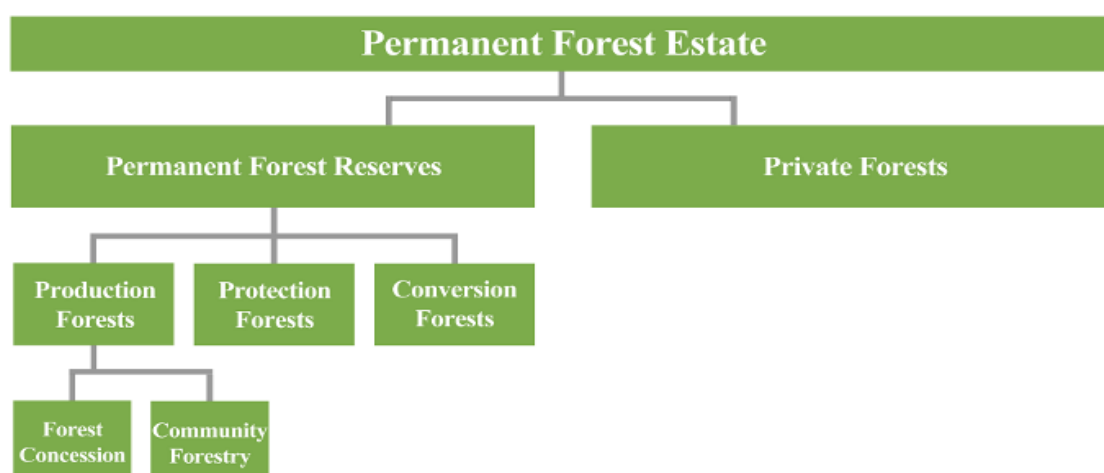 Permanent Forest Estate
Permanent Forest Reserves
Private Forests
Production
Forests
Protection
Forests
Conversion
Forests
Forest
Concession
Community
Forestry